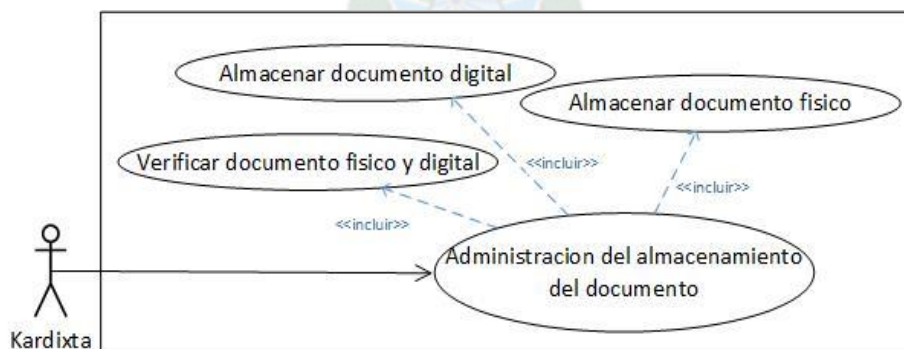 Almacenar documento digital
Almacenar documento fisico
<<incluir>>
Verificar documento fisico y digital
<<incluir>>
<<incluir>>
Administracion del almacenamiento
del documento
Kardixta